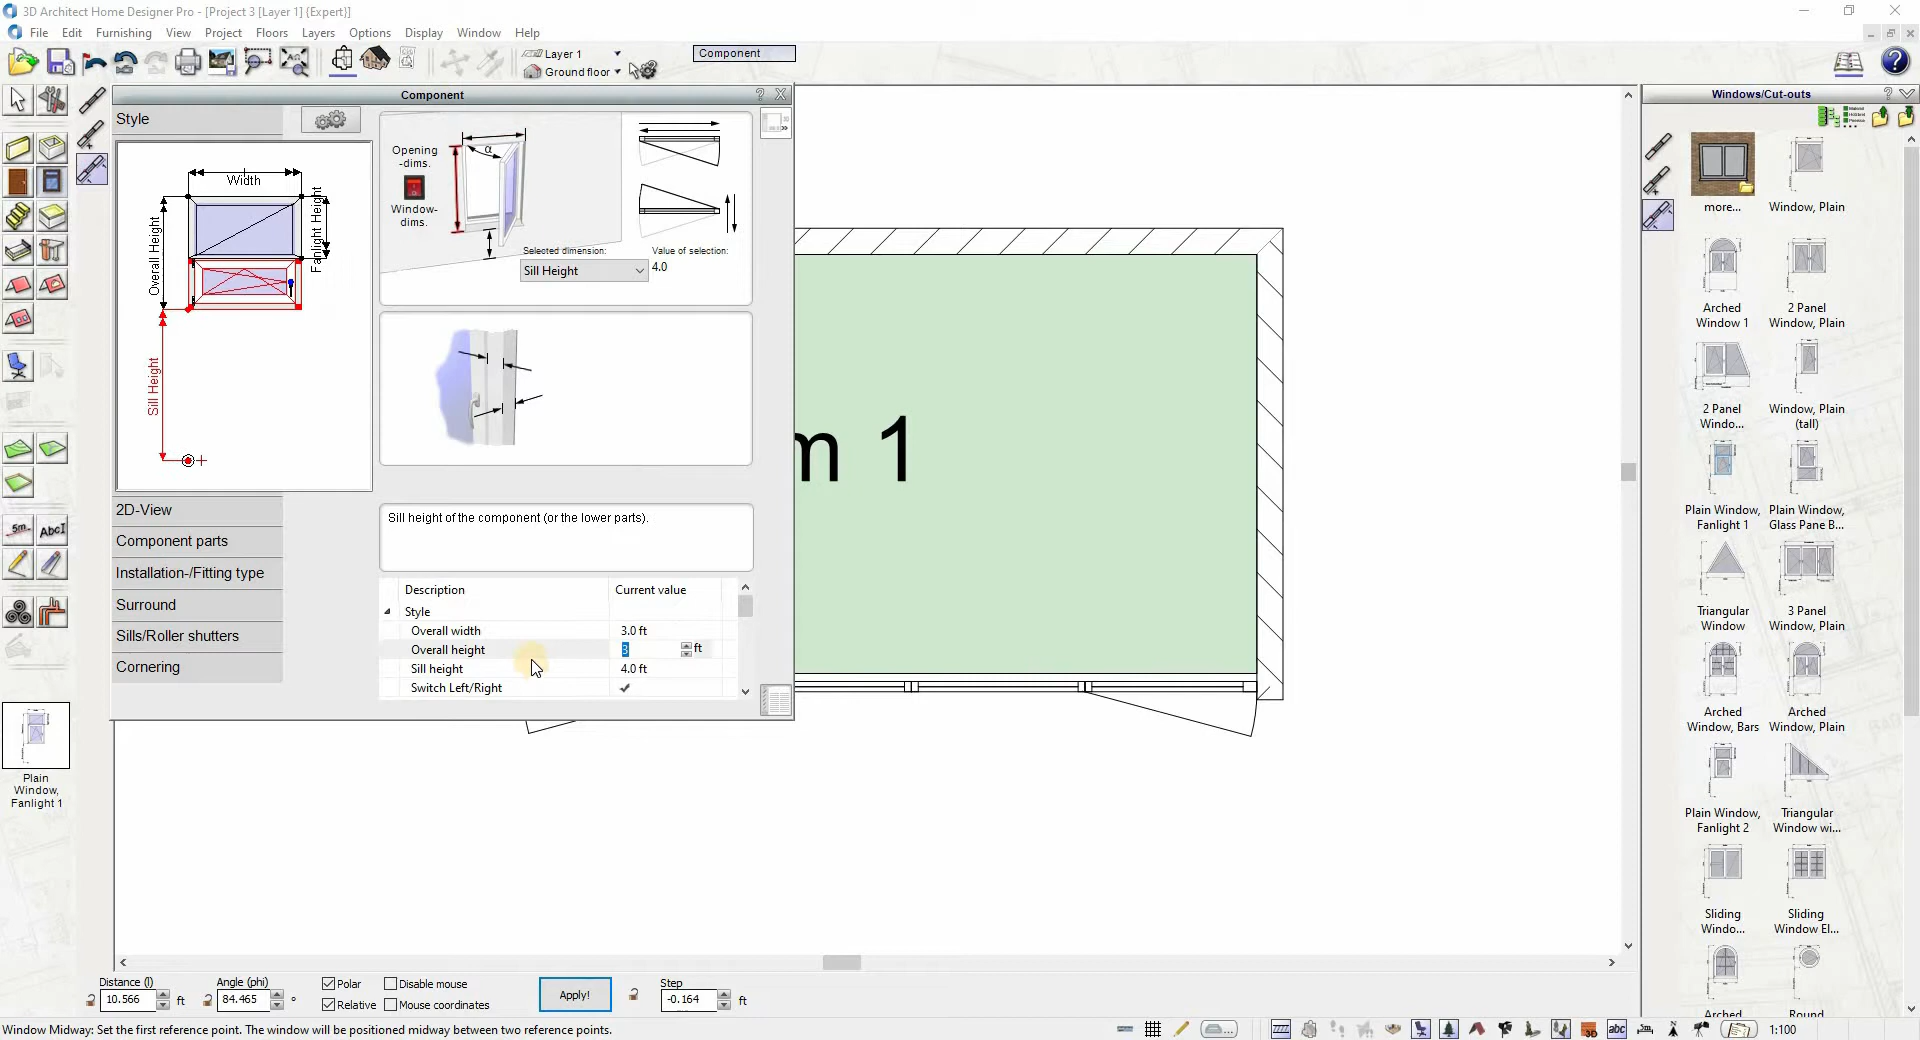 3D Architect Home Designer Pro - [Project 3 [Layer 1] (Expert)]
File Edit Furnishing View Project Floors Layers Options Display Window Help
Layer 1
Ground floor
Component
Component
Style
Width
Overall Height
Fanlight Height
Sill Height
Opening
-dims.
Window-
dims.
α
Selected dimension:
Sill Height
Value of selection:
4.0
2D-View
Component parts
Installation-/Fitting type
Surround
Sills/Roller shutters
Cornering
Sill height of the component (or the lower parts).
Description Current value
Style
Overall width 3.0 ft
Overall height 3 ft
Sill height 4.0 ft
Switch Left/Right
m 1
Plain
Window,
Fanlight 1
Windows/Cut-outs
more...
Window, Plain
Arched
Window 1
2 Panel
Window, Plain
2 Panel
Windo...
Window, Plain
(tall)
Plain Window,
Fanlight 1
Plain Window,
Glass Pane B...
Triangular
Window
3 Panel
Window, Plain
Arched
Window, Bars
Arched
Window, Plain
Plain Window,
Fanlight 2
Triangular
Window wi...
Sliding
Windo...
Sliding
Window El...
Arched
Round
Distance (l)
10.566 ft
Angle (phi)
84.465 °
Polar
Relative
Disable mouse
Mouse coordinates
Apply!
Step
-0.164 ft
Window Midway: Set the first reference point. The window will be positioned midway between two reference points.
abc
3D
1:100